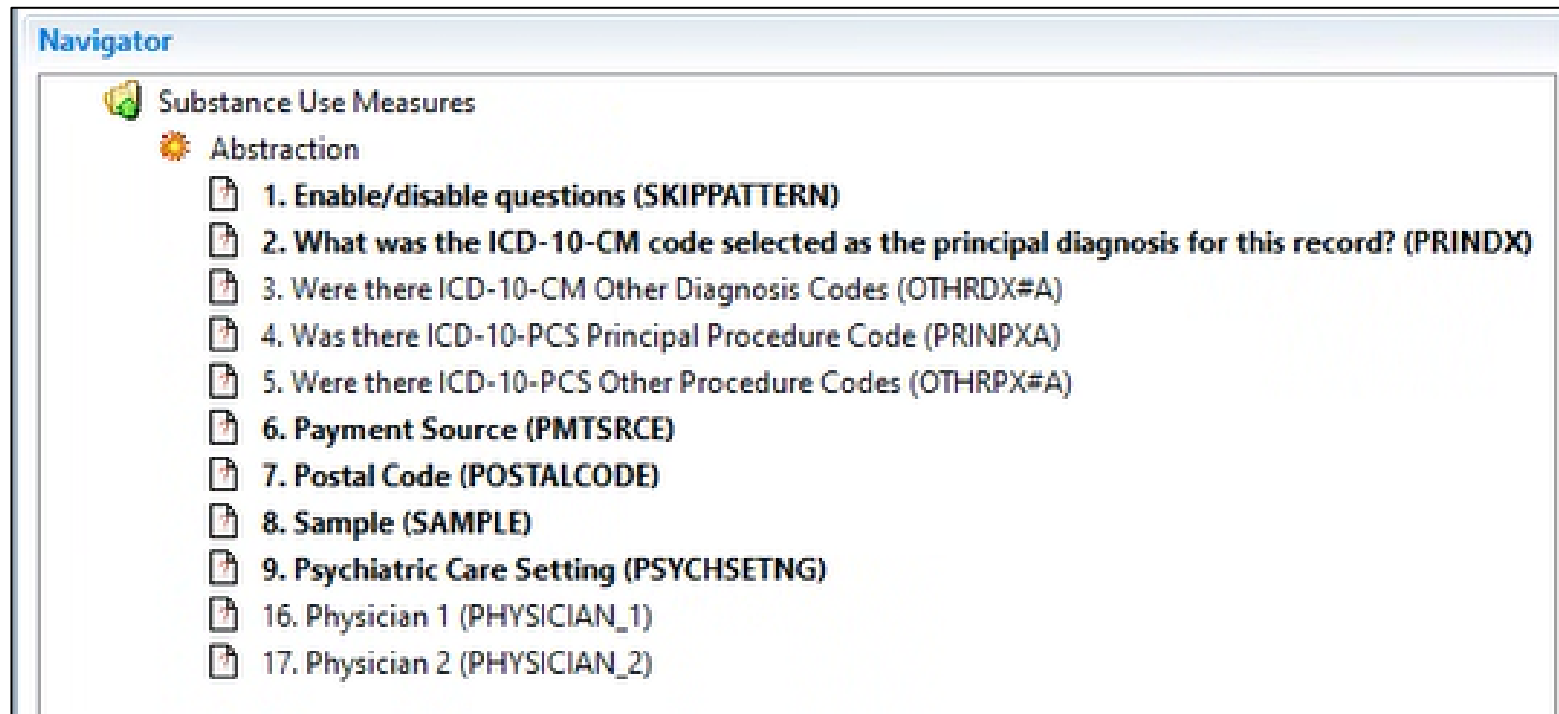 Navigator
Substance Use Measures
Abstraction
1. Enable/disable questions (SKIPPATTERN)
2. What was the ICD-10-CM code selected as the principal diagnosis for this record? (PRINDX)
3. Were there ICD-10-CM Other Diagnosis Codes (OTHRDX#A)
4. Was there ICD-10-PCS Principal Procedure Code (PRINPXA)
5. Were there ICD-10-PCS Other Procedure Codes (OTHRPX#A)
6. Payment Source (PMTSRCE)
7. Postal Code (POSTALCODE)
8. Sample (SAMPLE)
9. Psychiatric Care Setting (PSYCHSETNG)
16. Physician 1 (PHYSICIAN_1)
17. Physician 2 (PHYSICIAN_2)